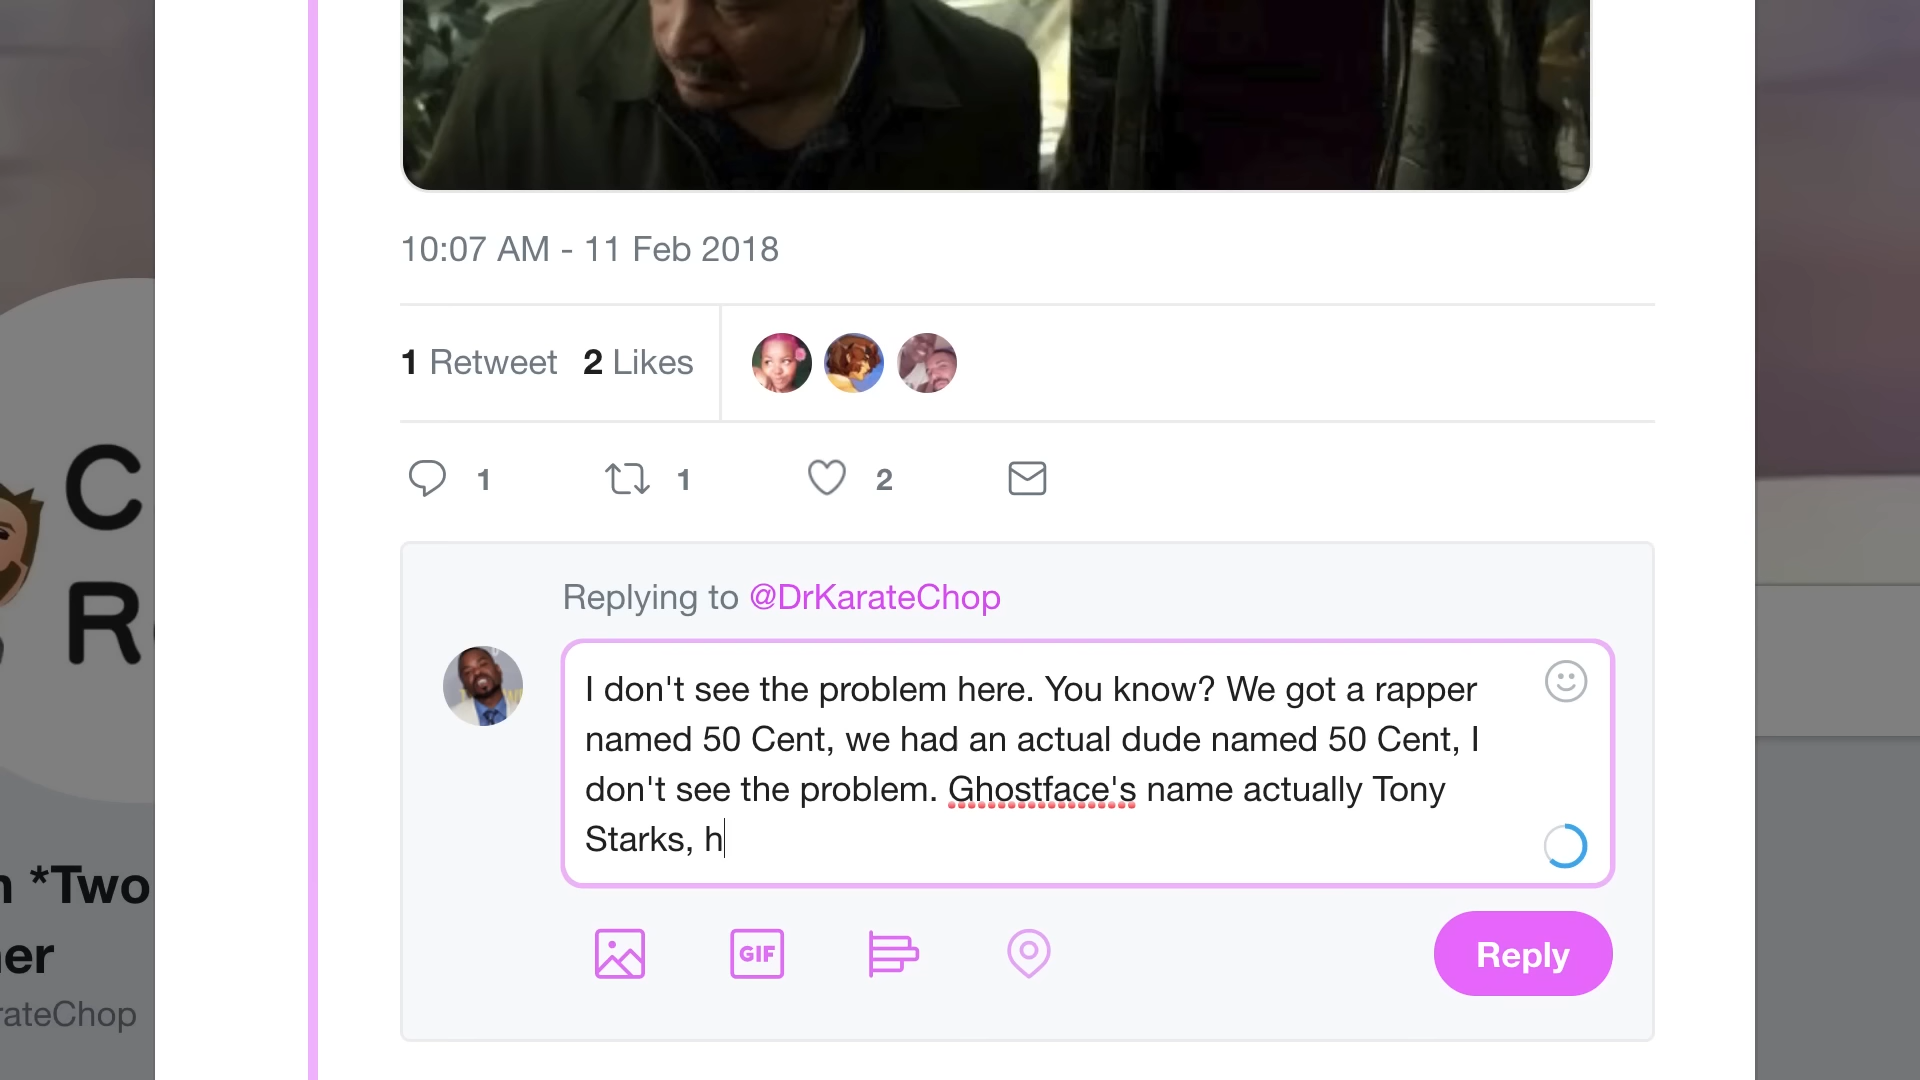 10:07 AM - 11 Feb 2018
1 Retweet 2 Likes
1 1 2
C
R
Replying to @DrKarateChop
I don't see the problem here. You know? We got a rapper
named 50 Cent, we had an actual dude named 50 Cent, I
don't see the problem. Ghostface's name actually Tony
Starks, h
*Two
er
rateChop
GIF
Reply